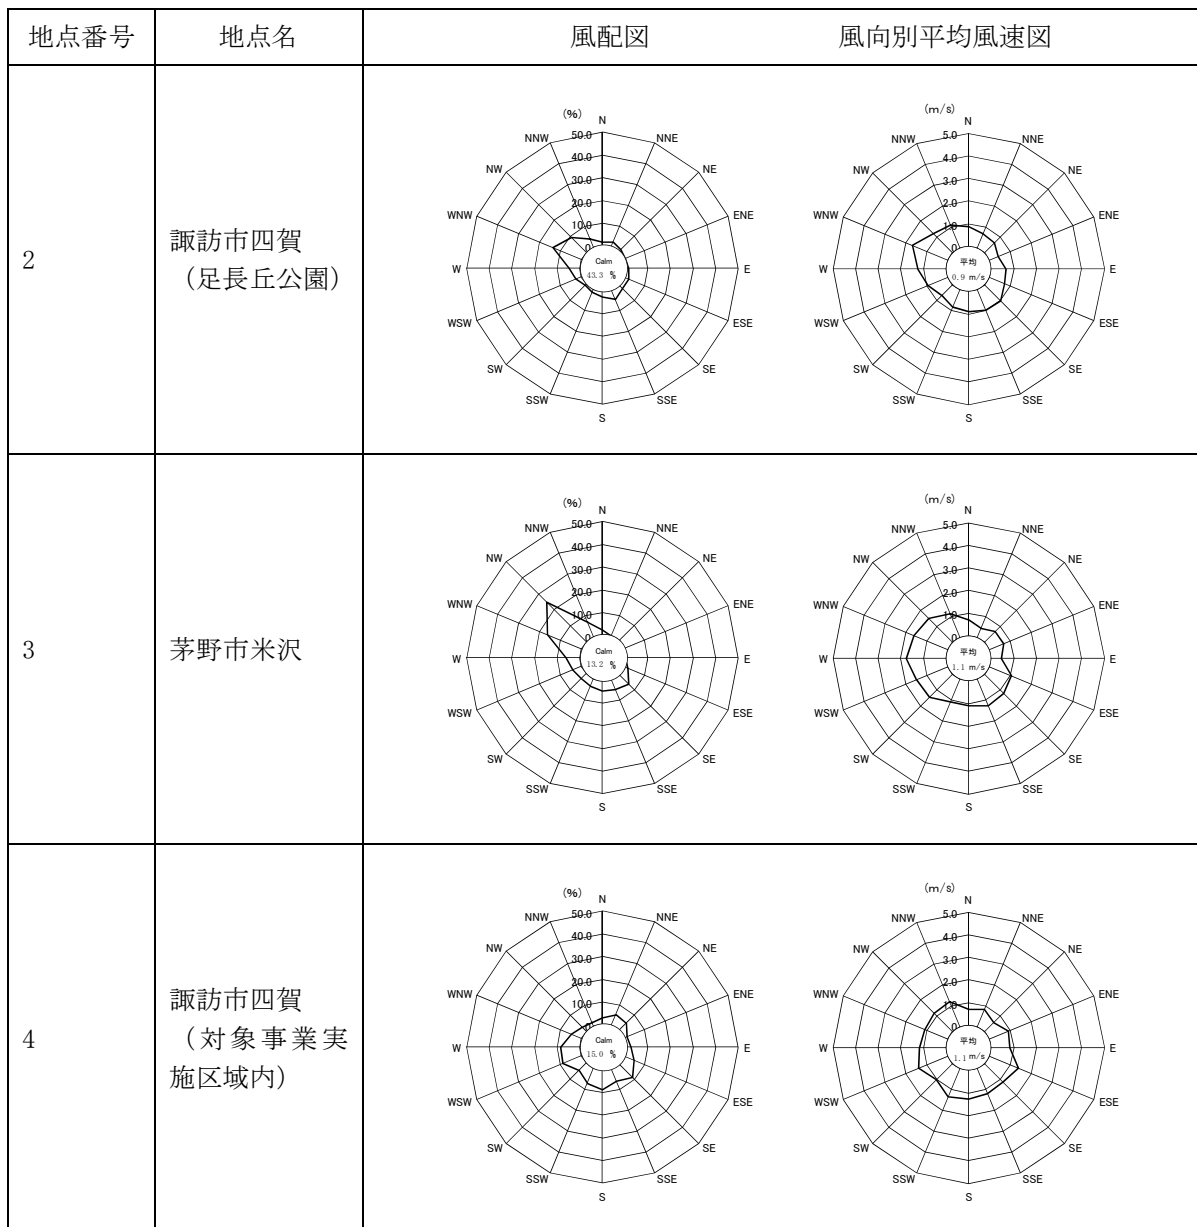 地点番号 地点名 風配図 風向別平均風速図
2
諏訪市四賀
（足長丘公園）
(%)
N
NNE
NE
ENE
E
ESE
SE
SSE
S
SSW
SW
WSW
W
WNW
NW
NNW
50.0
40.0
30.0
20.0
10.0
0
Calm
43.3 %
(m/s)
N
NNE
NE
ENE
E
ESE
SE
SSE
S
SSW
SW
WSW
W
WNW
NW
NNW
5.0
4.0
3.0
2.0
1.0
0
平均
0.9 m/s
3
茅野市米沢
(%)
N
NNE
NE
ENE
E
ESE
SE
SSE
S
SSW
SW
WSW
W
WNW
NW
NNW
50.0
40.0
30.0
20.0
10.0
0
Calm
13.2 %
(m/s)
N
NNE
NE
ENE
E
ESE
SE
SSE
S
SSW
SW
WSW
W
WNW
NW
NNW
5.0
4.0
3.0
2.0
1.0
0
平均
1.1 m/s
4
諏訪市四賀
（対象事業実
施区域内）
(%)
N
NNE
NE
ENE
E
ESE
SE
SSE
S
SSW
SW
WSW
W
WNW
NW
NNW
50.0
40.0
30.0
20.0
10.0
0
Calm
15.0 %
(m/s)
N
NNE
NE
ENE
E
ESE
SE
SSE
S
SSW
SW
WSW
W
WNW
NW
NNW
5.0
4.0
3.0
2.0
1.0
0
平均
1.1 m/s